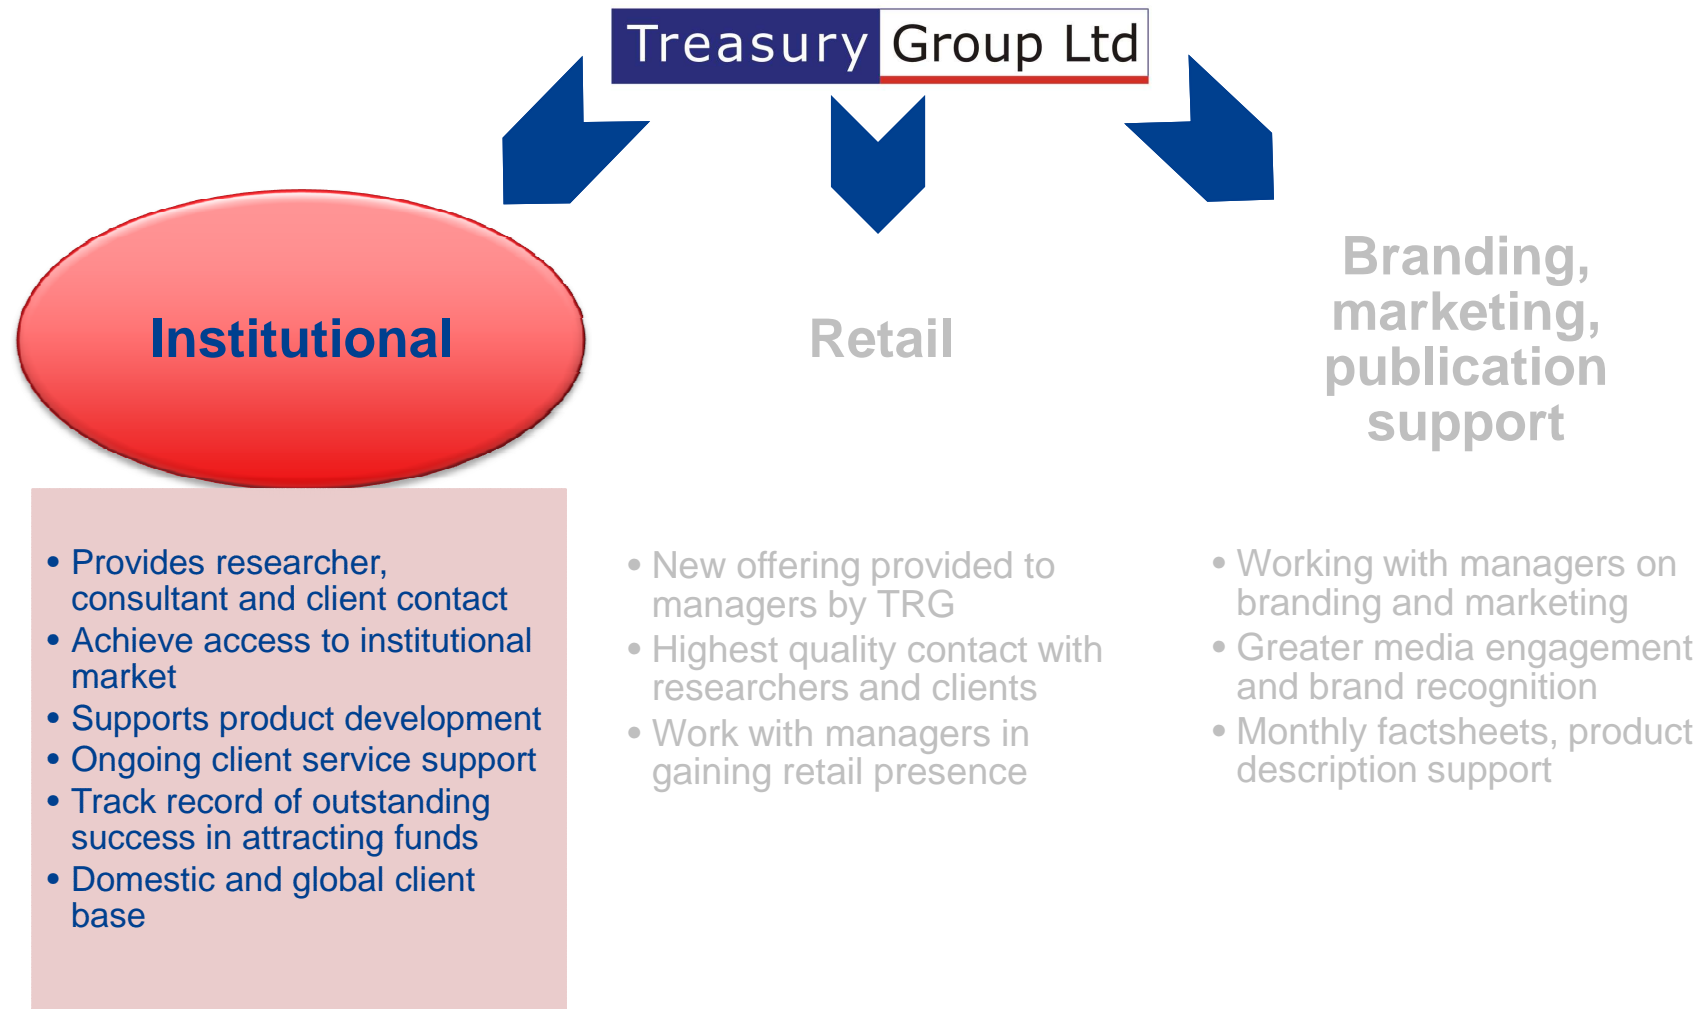 Treasury Group Ltd
Institutional
• Provides researcher,
consultant and client contact
• Achieve access to institutional
market
• Supports product development
• Ongoing client service support
• Track record of outstanding
success in attracting funds
• Domestic and global client
base
Retail
• New offering provided to
managers by TRG
• Highest quality contact with
researchers and clients
• Work with managers in
gaining retail presence
Branding,
marketing,
publication
support
• Working with managers on
branding and marketing
• Greater media engagement
and brand recognition
• Monthly factsheets, product
description support